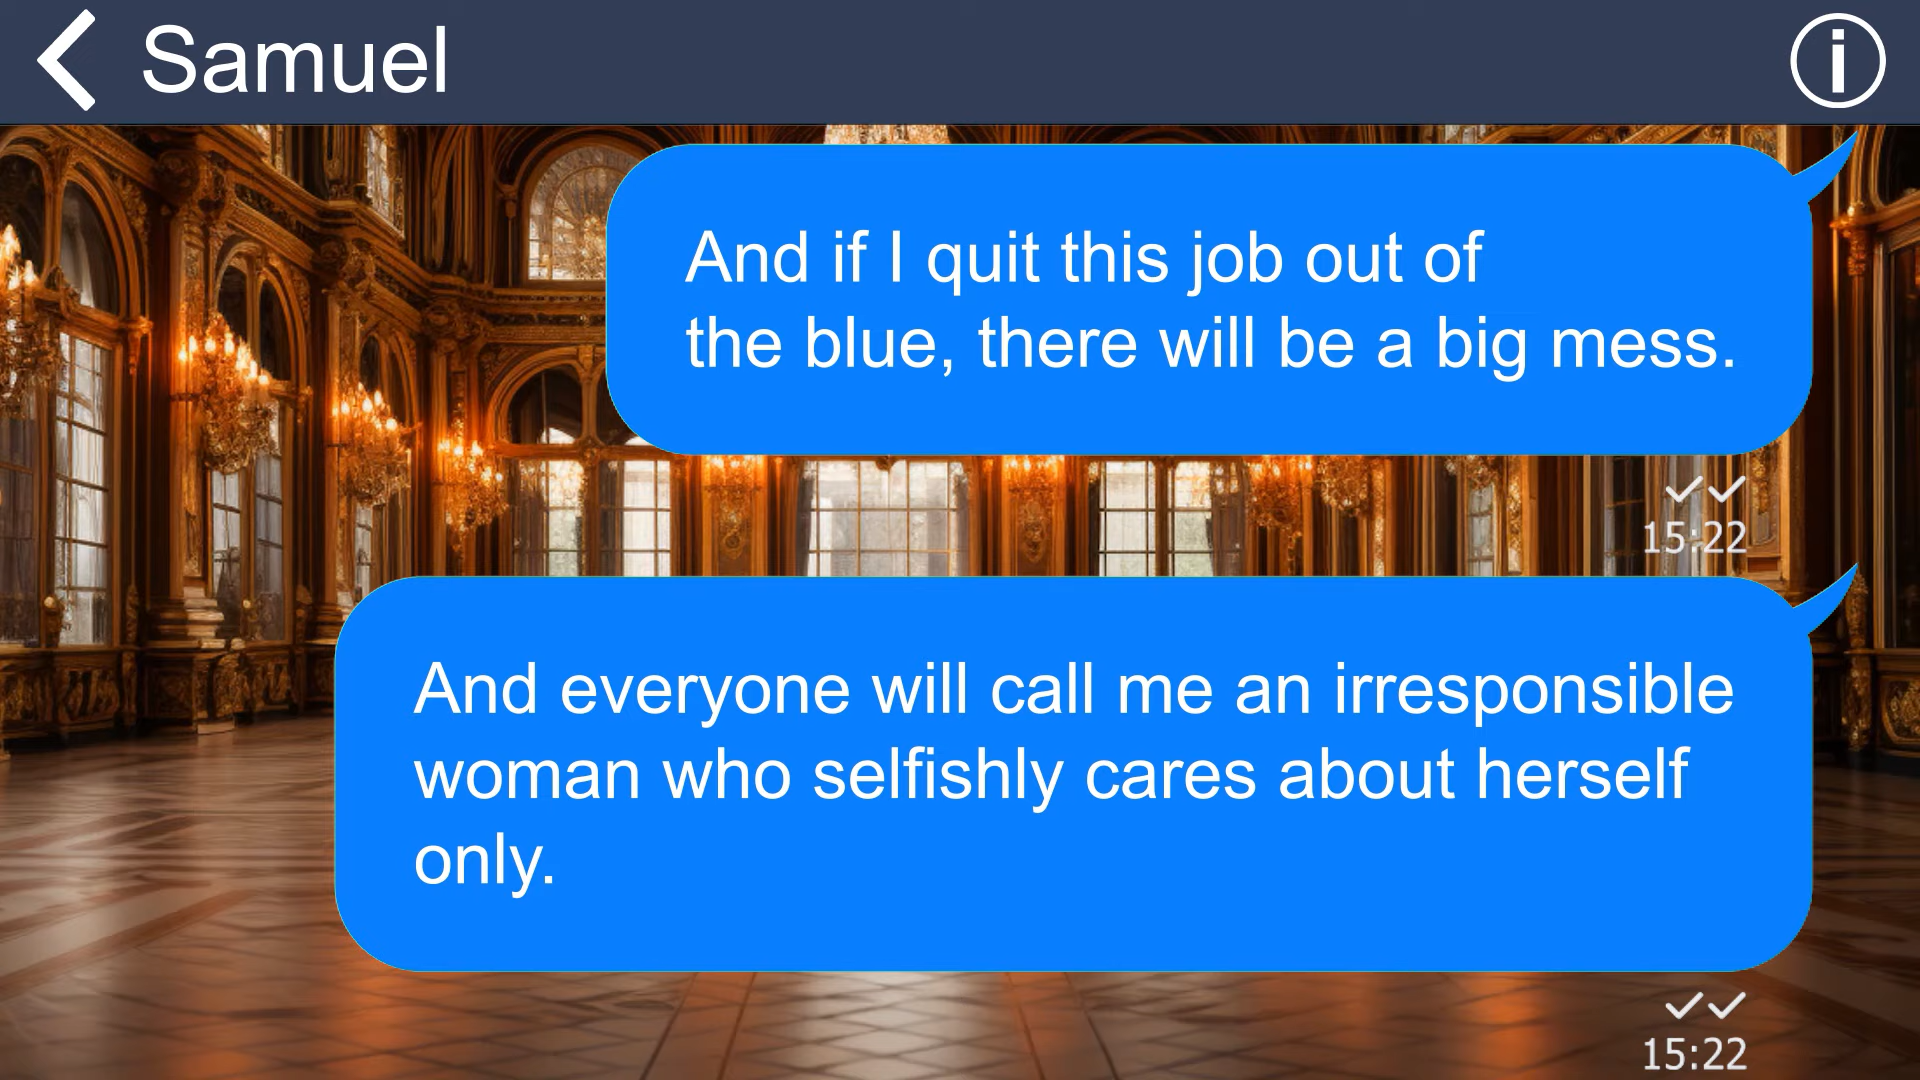 Samuel
And if I quit this job out of
the blue, there will be a big mess.
15:22
And everyone will call me an irresponsible
woman who selfishly cares about herself
only.
15:22